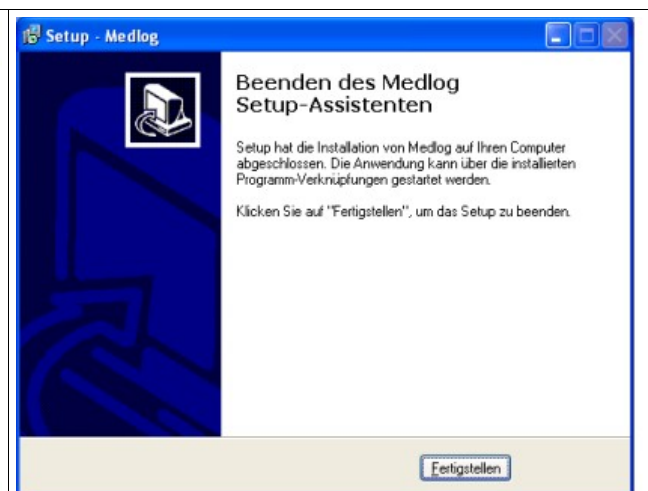 Setup - Medlog
Beenden des Medlog
Setup-Assistenten
Setup hat die Installation von Medlog auf Ihren Computer
abgeschlossen. Die Anwendung kann über die installierten
Programm-Verknüpfungen gestartet werden.
Klicken Sie auf "Fertigstellen", um das Setup zu beenden.
Fertigstellen